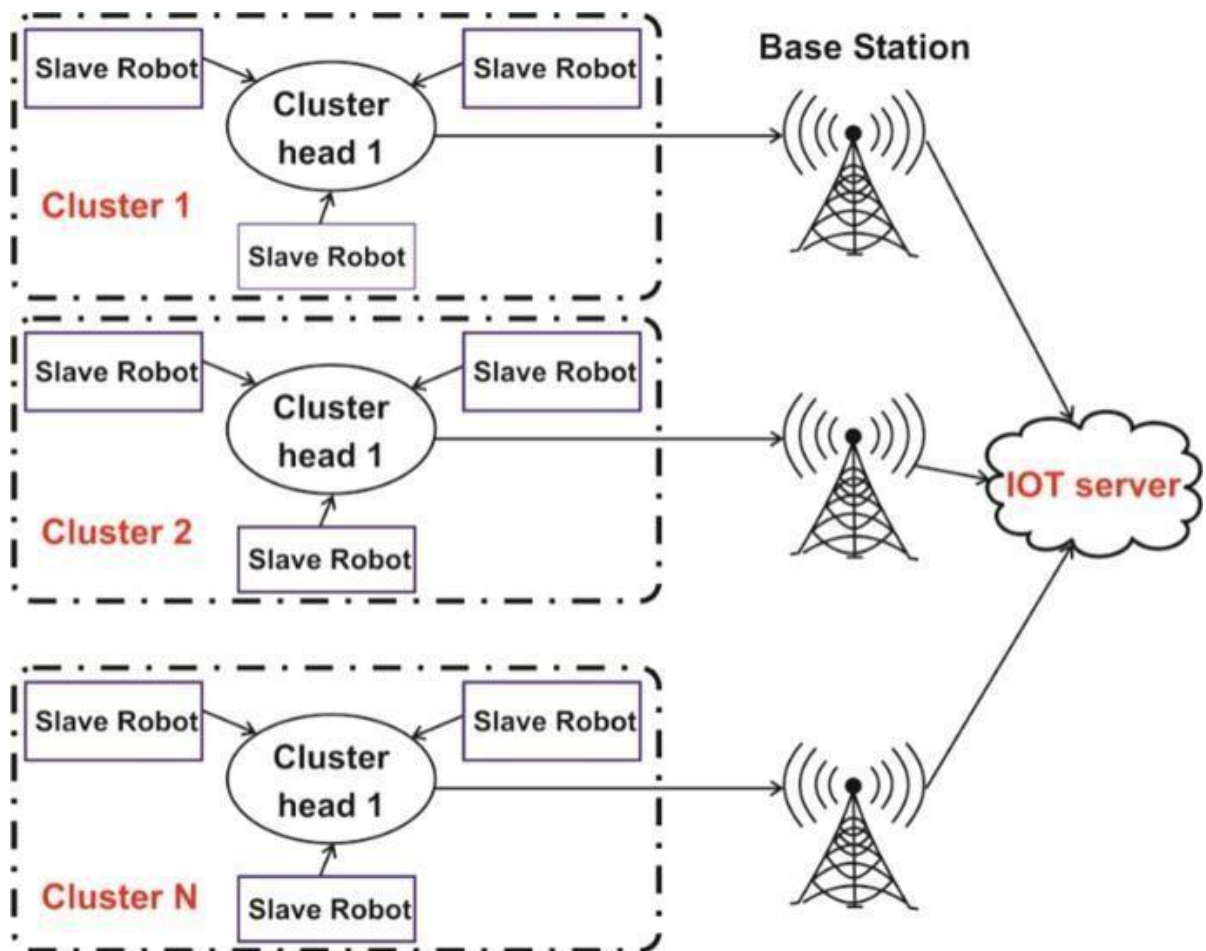 Slave Robot
Slave Robot
Cluster
head 1
Cluster 1
Slave Robot
Base Station
Slave Robot
Slave Robot
Cluster
head 1
Cluster 2
Slave Robot
IOT server
Slave Robot
Slave Robot
Cluster
head 1
Cluster N
Slave Robot